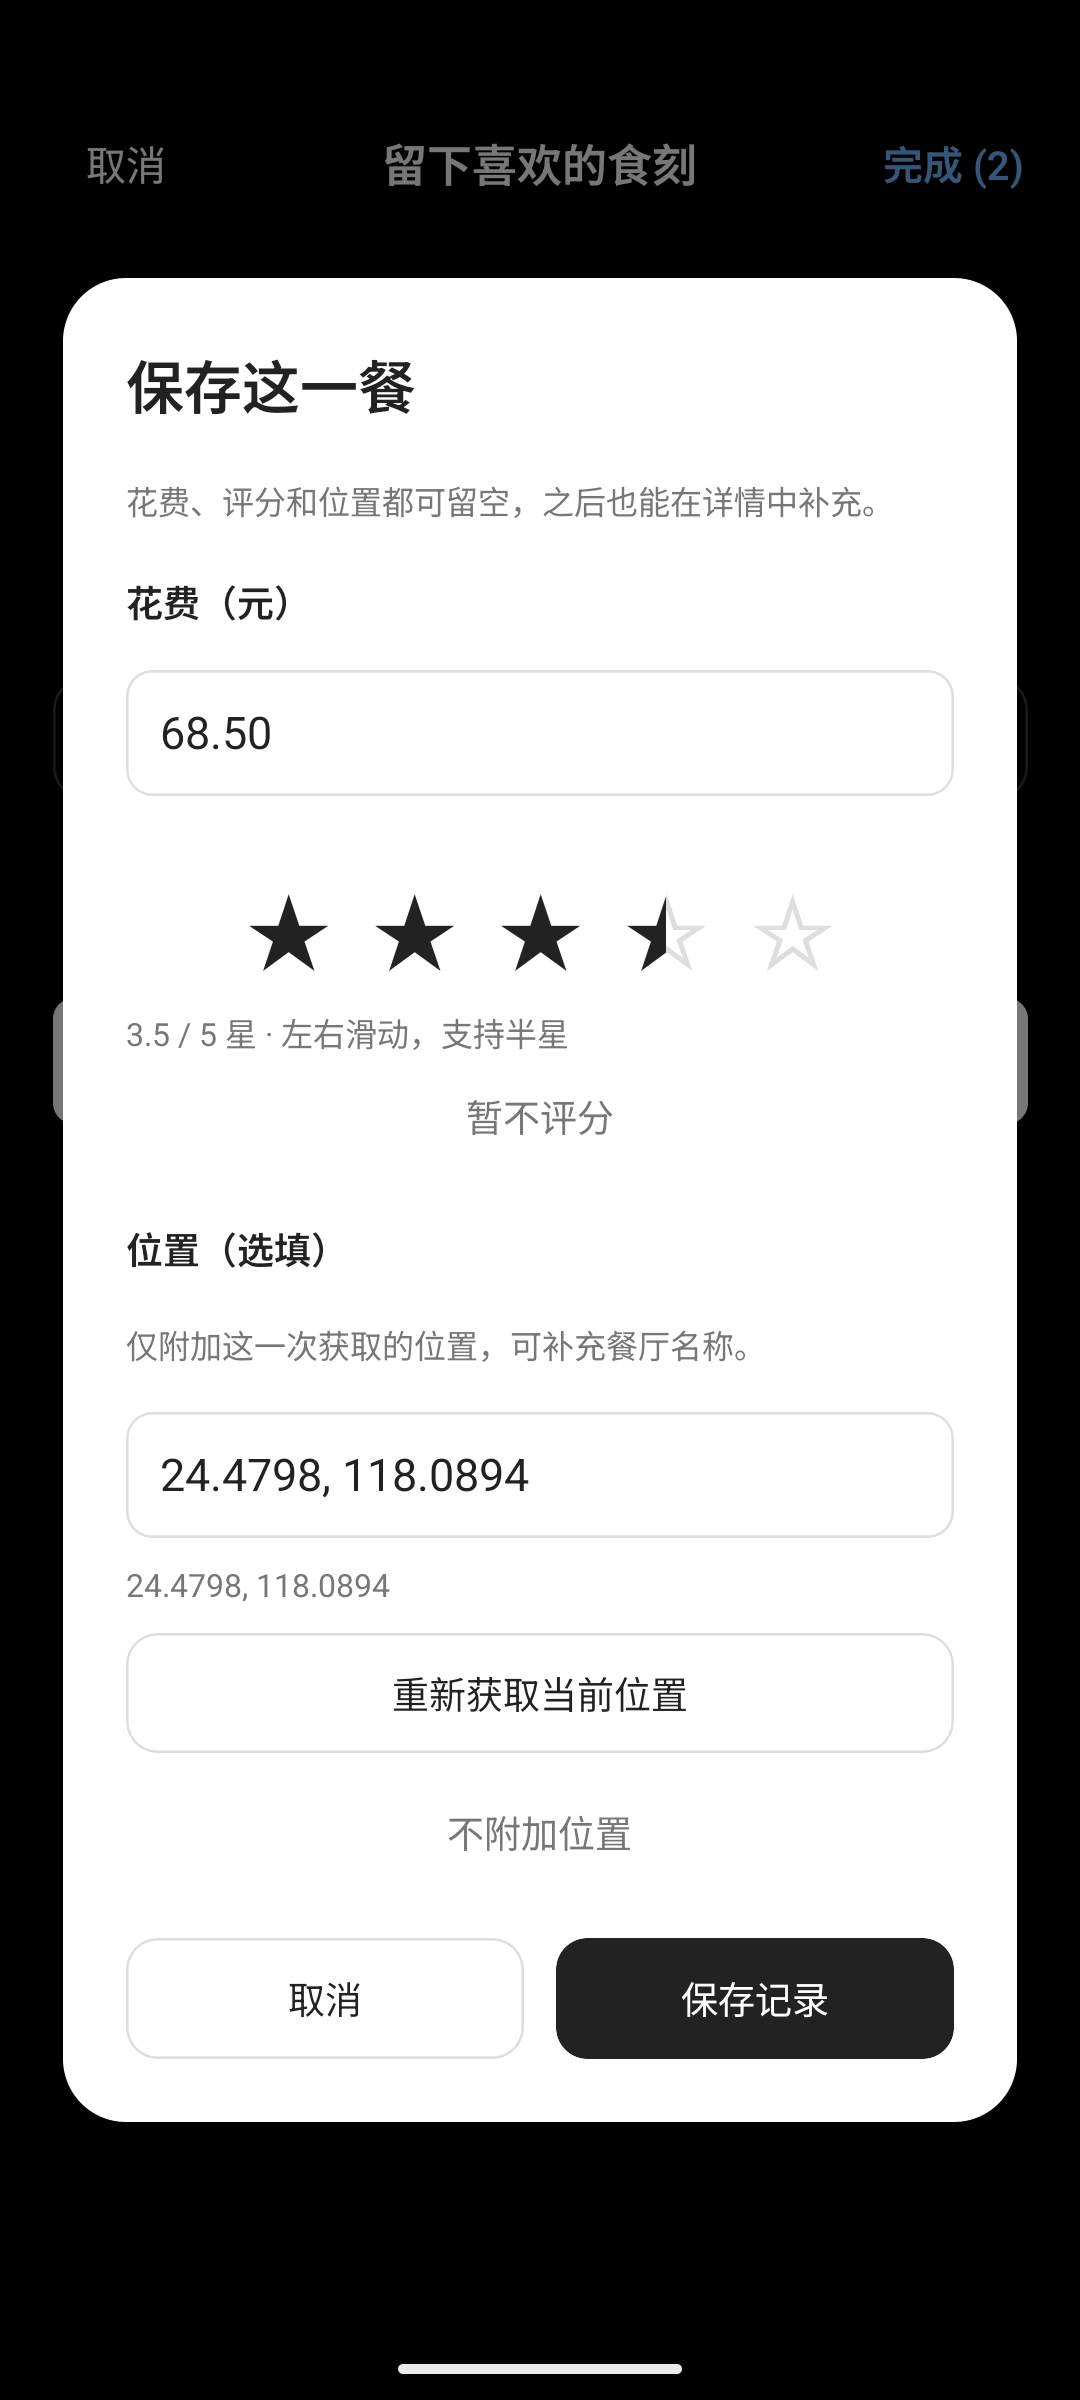 取消
留下喜欢的食刻
完成 (2)
保存这一餐
花费、评分和位置都可留空，之后也能在详情中补充。
花费（元）
68.50
3.5 / 5 星 · 左右滑动，支持半星
暂不评分
位置（选填）
仅附加这一次获取的位置，可补充餐厅名称。
24.4798, 118.0894
24.4798, 118.0894
重新获取当前位置
不附加位置
取消
保存记录